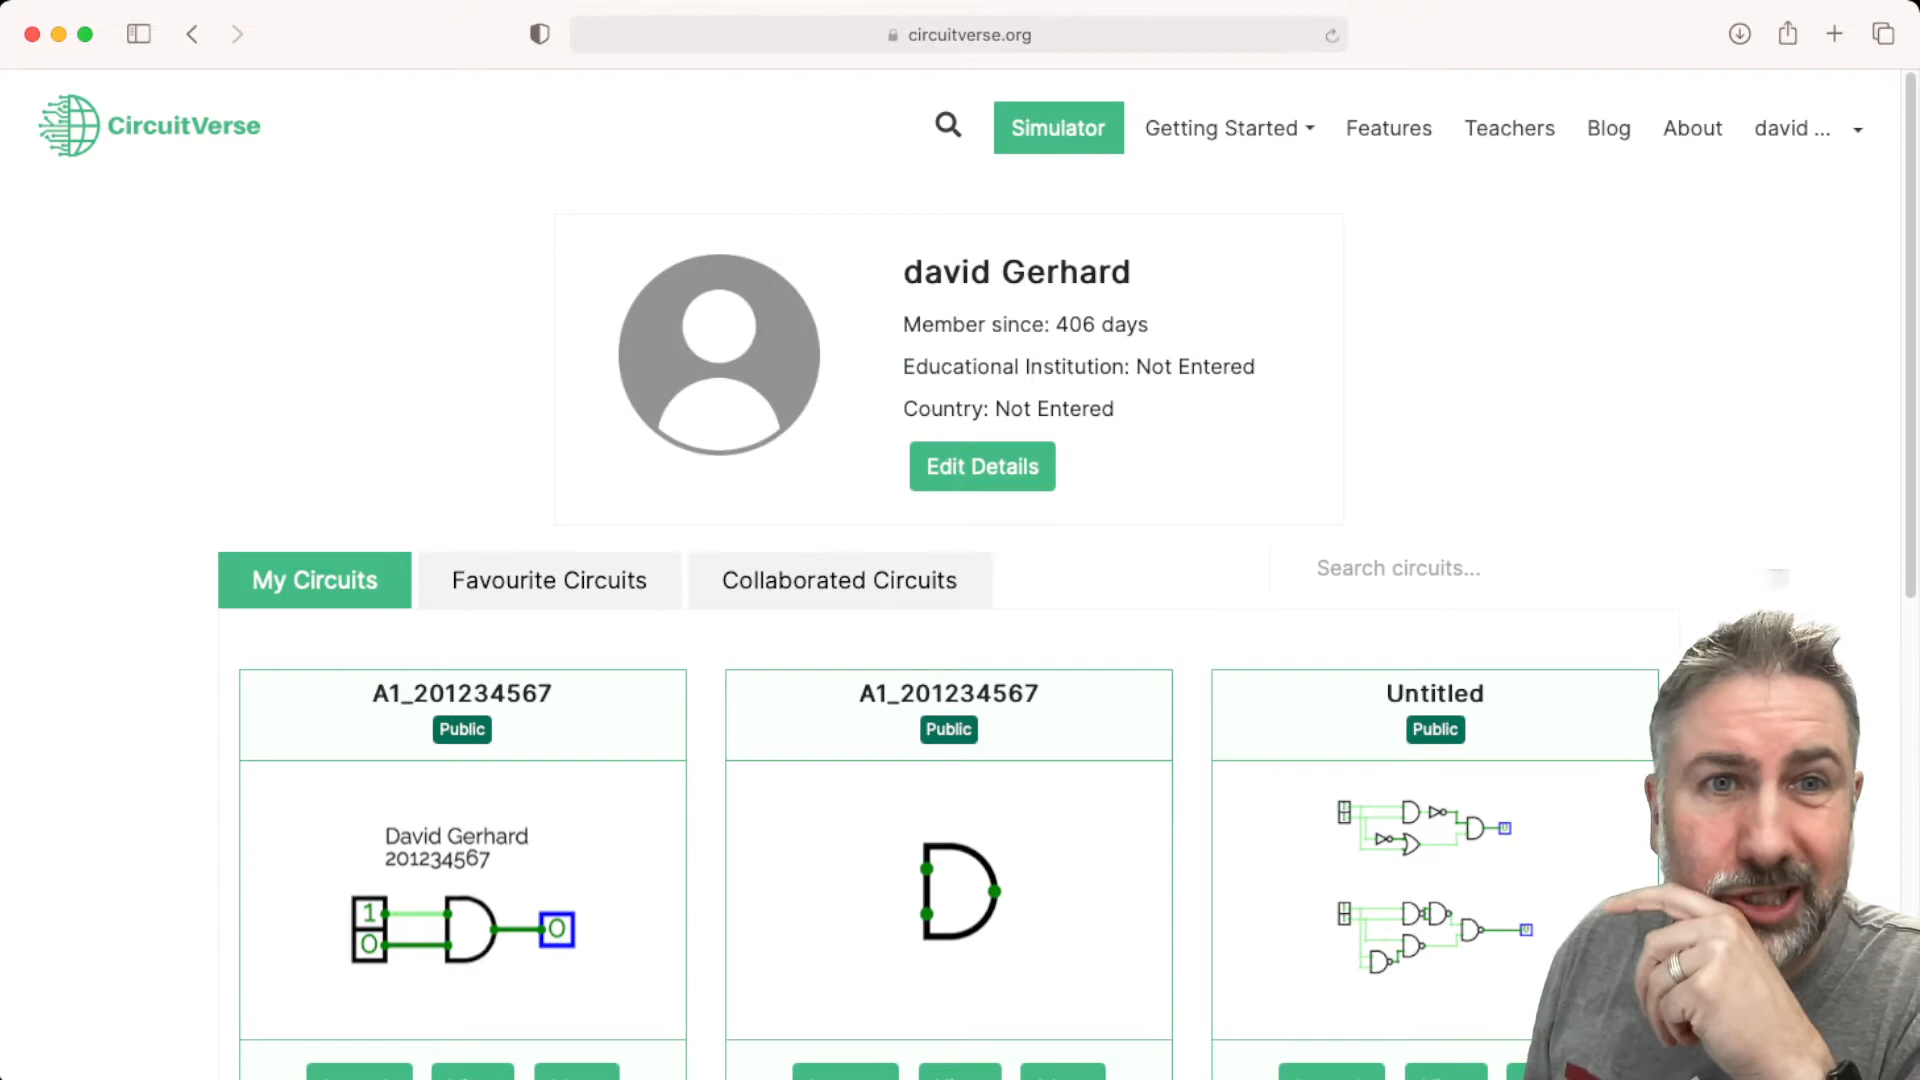 circuitverse.org
CircuitVerse
Simulator
Getting Started
Features
Teachers
Blog
About
david ...
david Gerhard
Member since: 406 days
Educational Institution: Not Entered
Country: Not Entered
Edit Details
My Circuits
Favourite Circuits
Collaborated Circuits
Search circuits...
A1_201234567
Public
David Gerhard
201234567
1
0
0
A1_201234567
Public
Untitled
Public